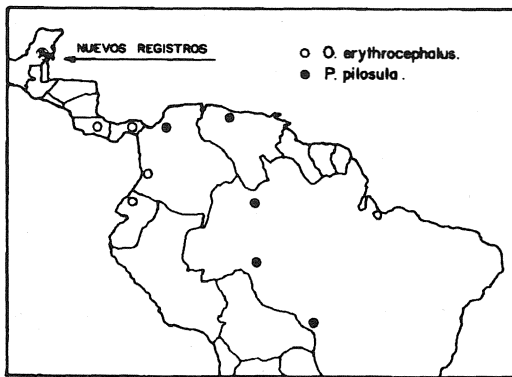 NUEVOS REGISTROS
O. erythrocephalus.
P. pilosula.